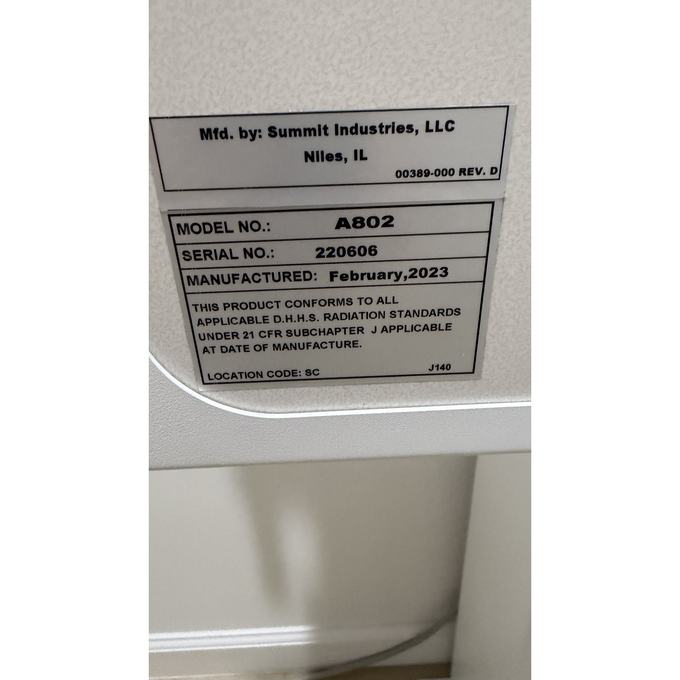 Mfd. by: Summit Industries, LLC
Niles, IL
00389-000 REV. D
MODEL NO.: A802
SERIAL NO.: 220606
MANUFACTURED: February,2023
THIS PRODUCT CONFORMS TO ALL
APPLICABLE D.H.H.S. RADIATION STANDARDS
UNDER 21 CFR SUBCHAPTER J APPLICABLE
AT DATE OF MANUFACTURE.
LOCATION CODE: SC J140